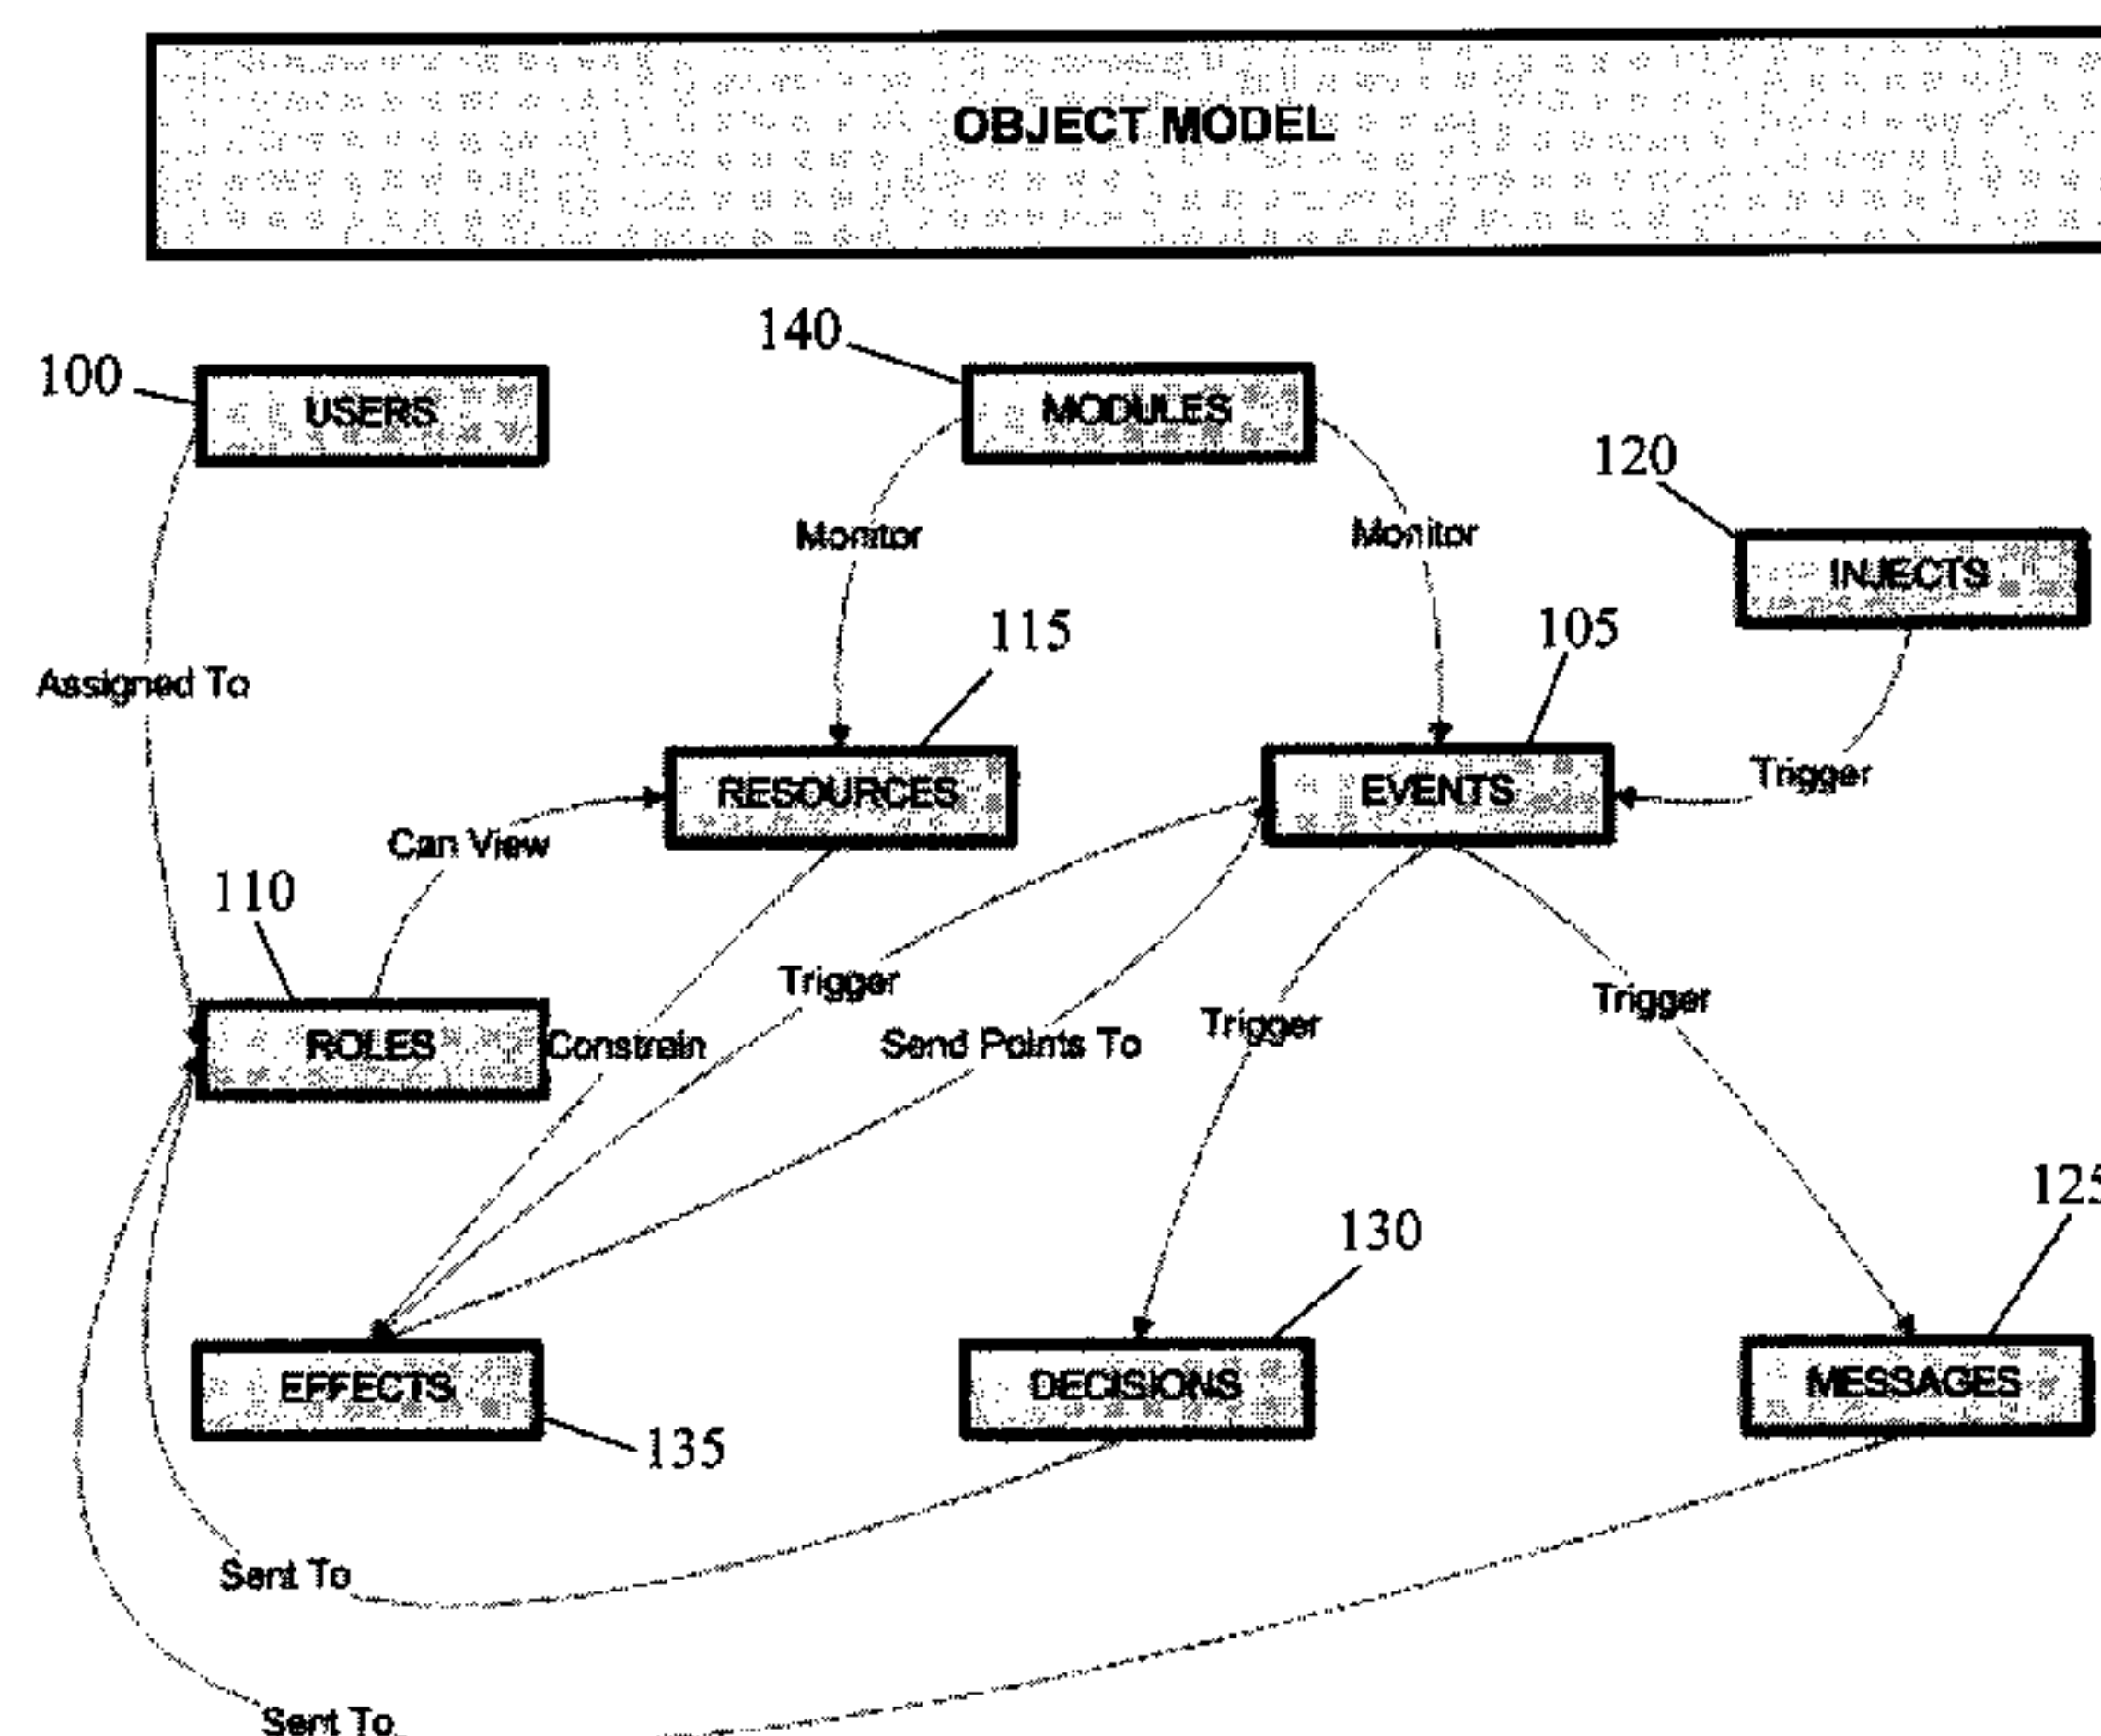 OBJECT MODEL
140
100
USERS
MODULES
120
Monitor
Monitor
INJECTS
115
105
Assigned To
RESOURCES
EVENTS
Trigger
Can View
110
Trigger
Trigger
Trigger
ROLES
Constrain
Send Points To
125
130
EFFECTS
DECISIONS
MESSAGES
135
Sent To
Sent To